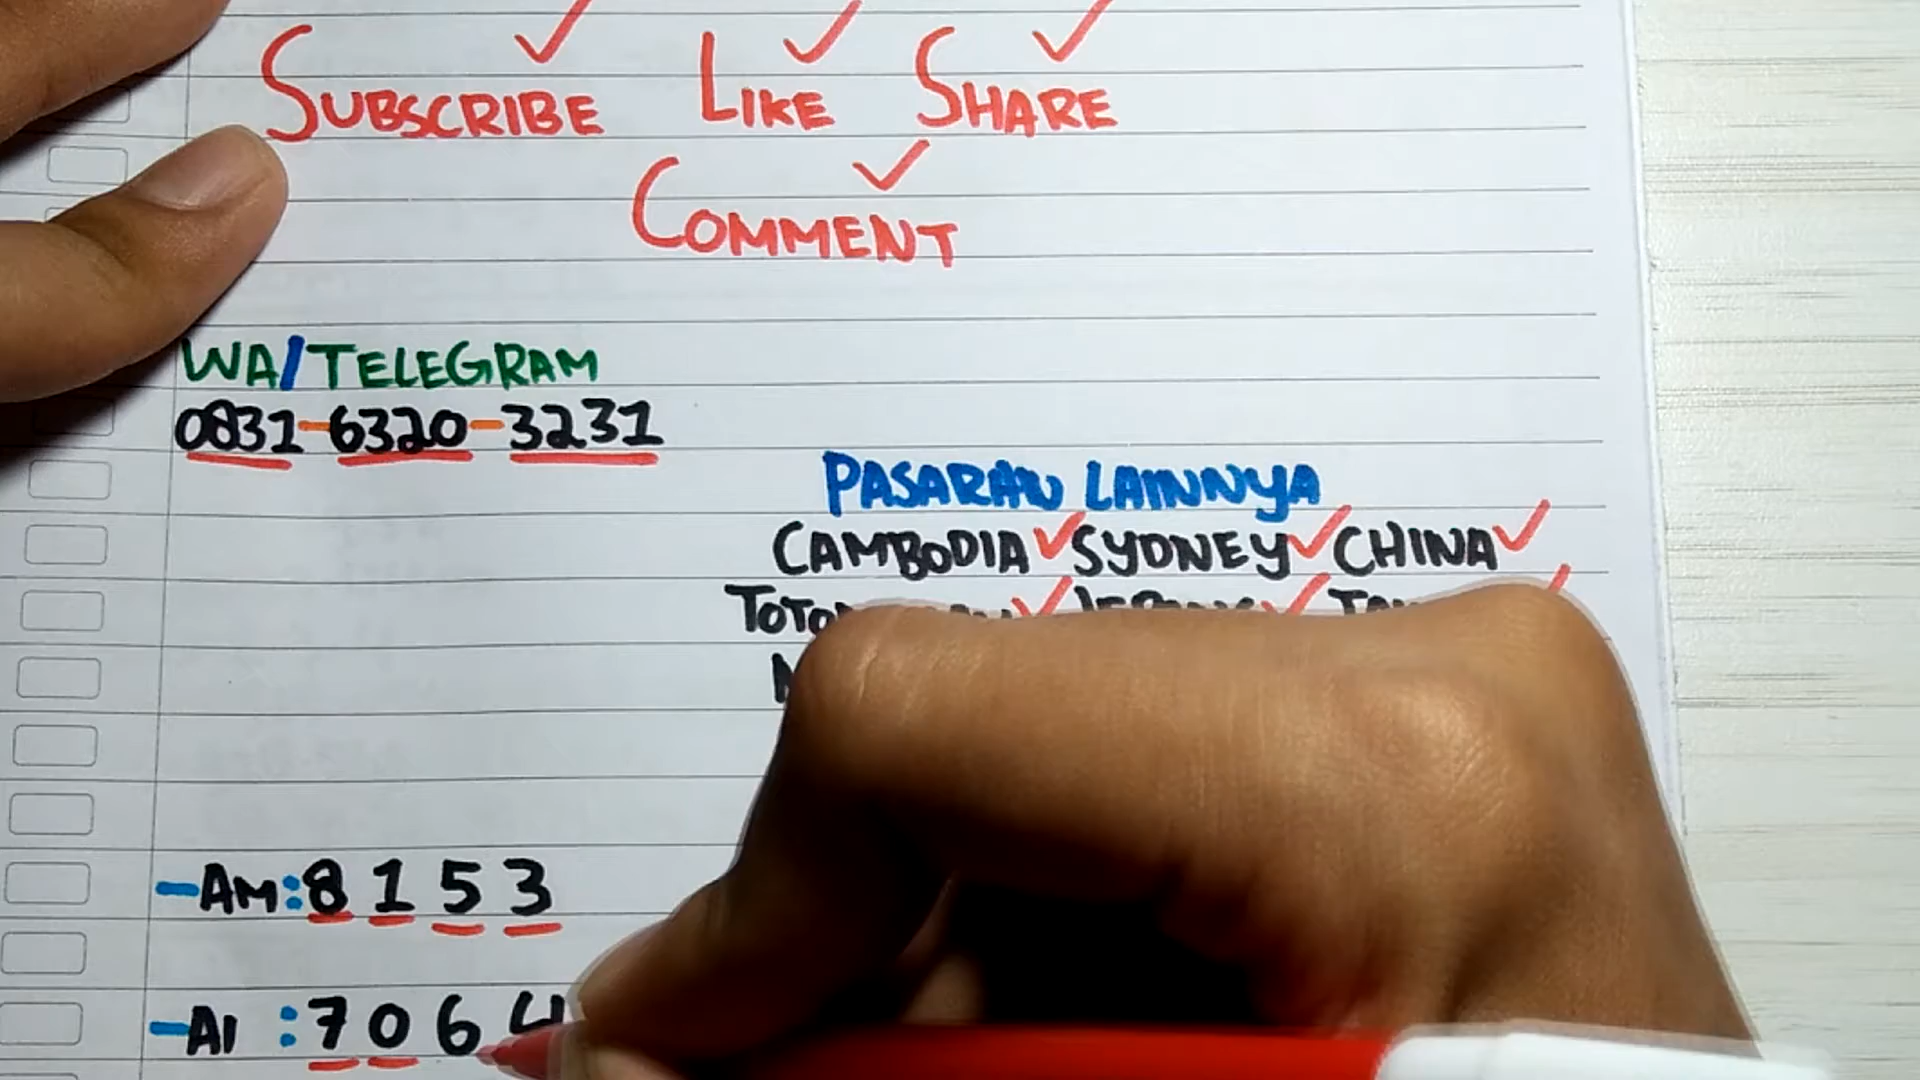 SUBSCRIBE LIKE SHARE
COMMENT
WA/TELEGRAM
0831-6320-3231
PASARAN LAINNYA
CAMBODIA SYDNEY CHINA
-AM:8153
-AI :7064